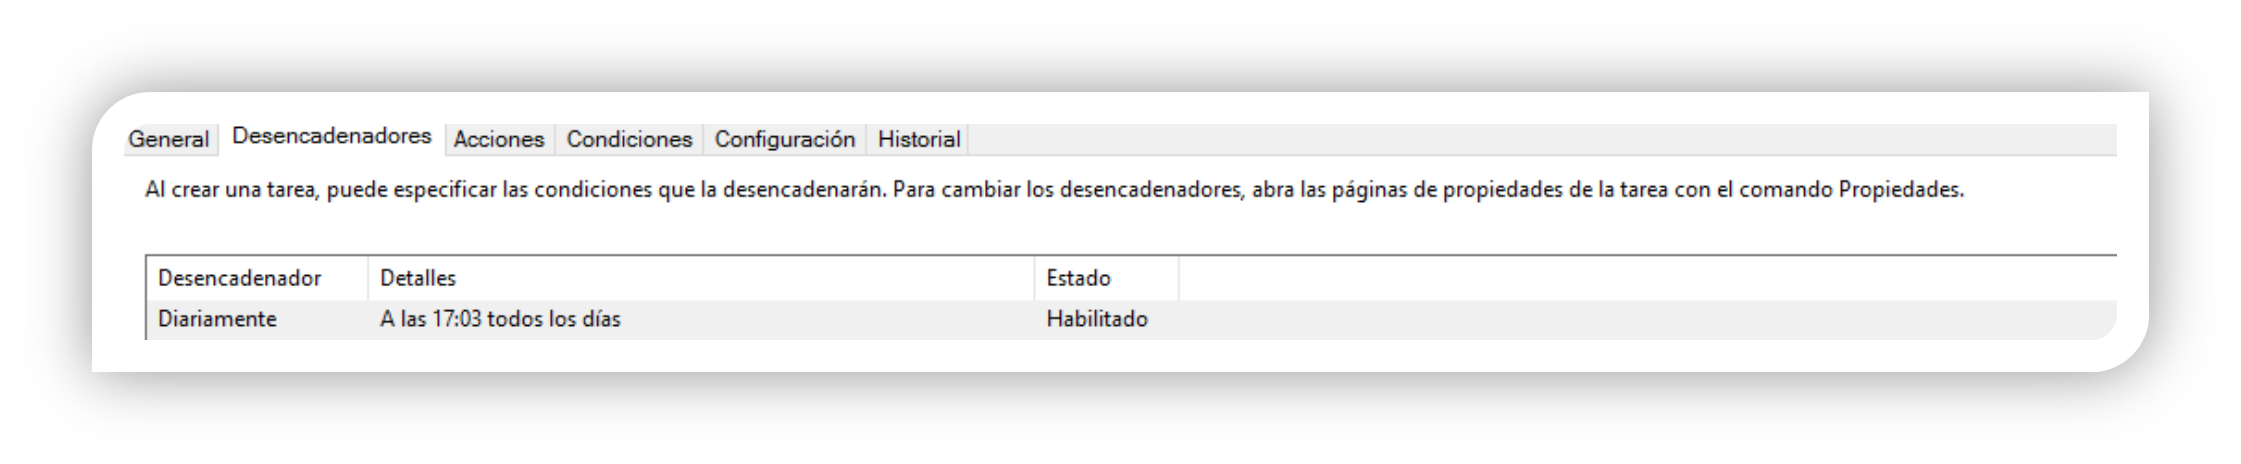 General Desencadenadores Acciones Condiciones Configuración Historial
Al crear una tarea, puede especificar las condiciones que la desencadenarán. Para cambiar los desencadenadores, abra las páginas de propiedades de la tarea con el comando Propiedades.
Desencadenador Detalles Estado
Diariamente A las 17:03 todos los días Habilitado